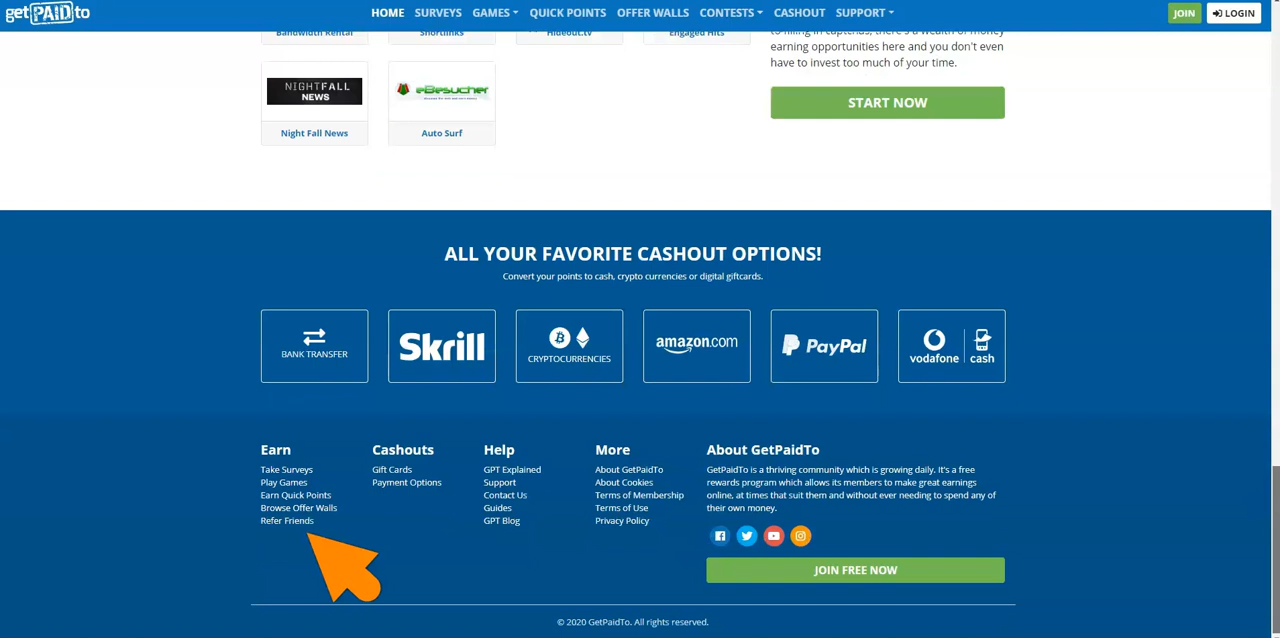 getPAIDto
HOME SURVEYS GAMES QUICK POINTS OFFER WALLS CONTESTS CASHOUT SUPPORT JOIN LOGIN
Bandwidth Rental Shortlinks Hideout.tv Engaged Hits
to filling in captchas, there's a wealth of money
earning opportunities here and you don't even
have to invest too much of your time.
START NOW
NIGHTFALL
NEWS
eBesucher
Night Fall News Auto Surf
ALL YOUR FAVORITE CASHOUT OPTIONS!
Convert your points to cash, crypto currencies or digital giftcards.
BANK TRANSFER
Skrill
CRYPTOCURRENCIES
amazon.com
PayPal
vodafone cash
Earn
Take Surveys
Play Games
Earn Quick Points
Browse Offer Walls
Refer Friends
Cashouts
Gift Cards
Payment Options
Help
GPT Explained
Support
Contact Us
Guides
GPT Blog
More
About GetPaidTo
About Cookies
Terms of Membership
Terms of Use
Privacy Policy
About GetPaidTo
GetPaidTo is a thriving community which is growing daily. It's a free
rewards program which allows its members to make great earnings
online, at times that suit them and without ever needing to spend any of
their own money.
JOIN FREE NOW
© 2020 GetPaidTo. All rights reserved.